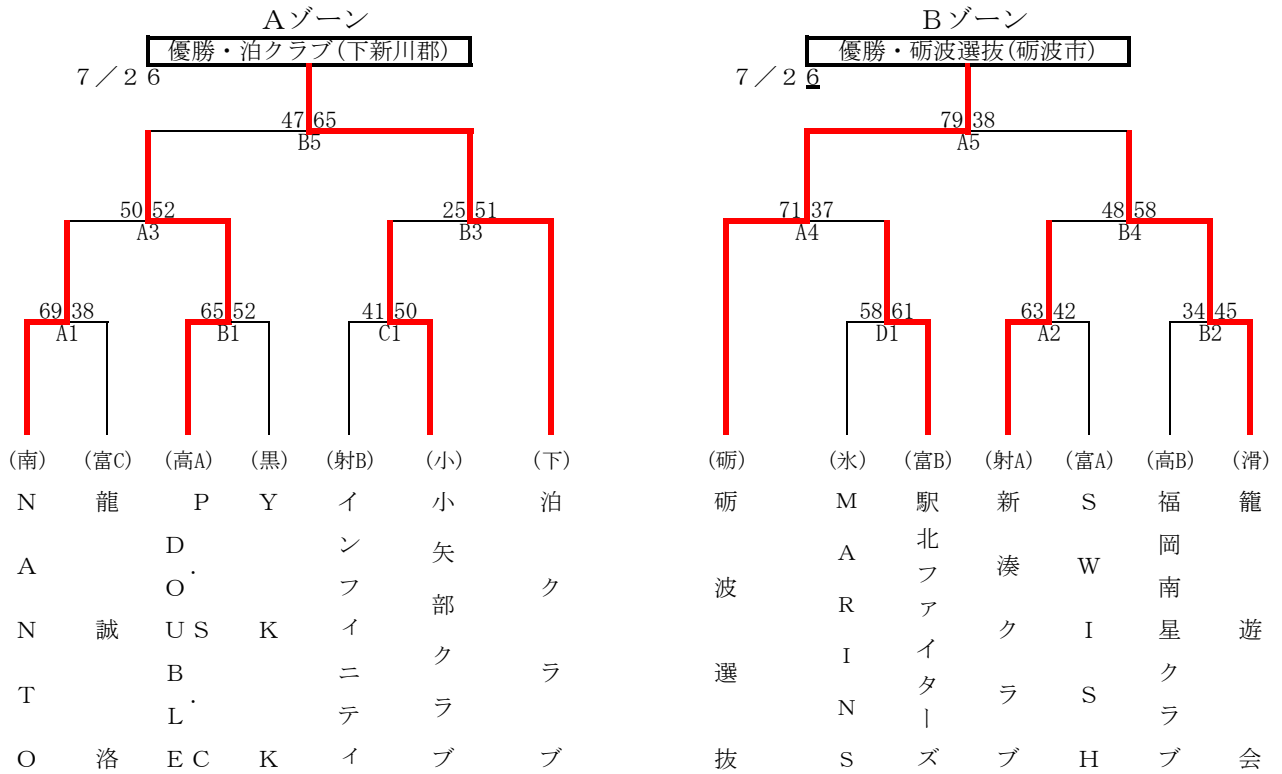 Aゾーン
Bゾーン
優勝・泊クラブ(下新川郡)
優勝・砺波選抜(砺波市)
7/26
7/26
47 65
B5
79 38
A5
50 52
A3
25 51
B3
71 37
A4
48 58
B4
69 38
A1
65 52
B1
41 50
C1
58 61
D1
63 42
A2
34 45
B2
(南)
(富C)
(高A)
(黒)
(射B)
(小)
(下)
(砺)
(氷)
(富B)
(射A)
(富A)
(高B)
(滑)
NANTO
龍誠洛
P.S.C
DOUBLE
YKK
インフィニティ
小矢部クラブ
泊クラブ
砺波選抜
MARINS
駅北ファイターズ
新湊クラブ
SWISH
福岡南星クラブ
籠遊会